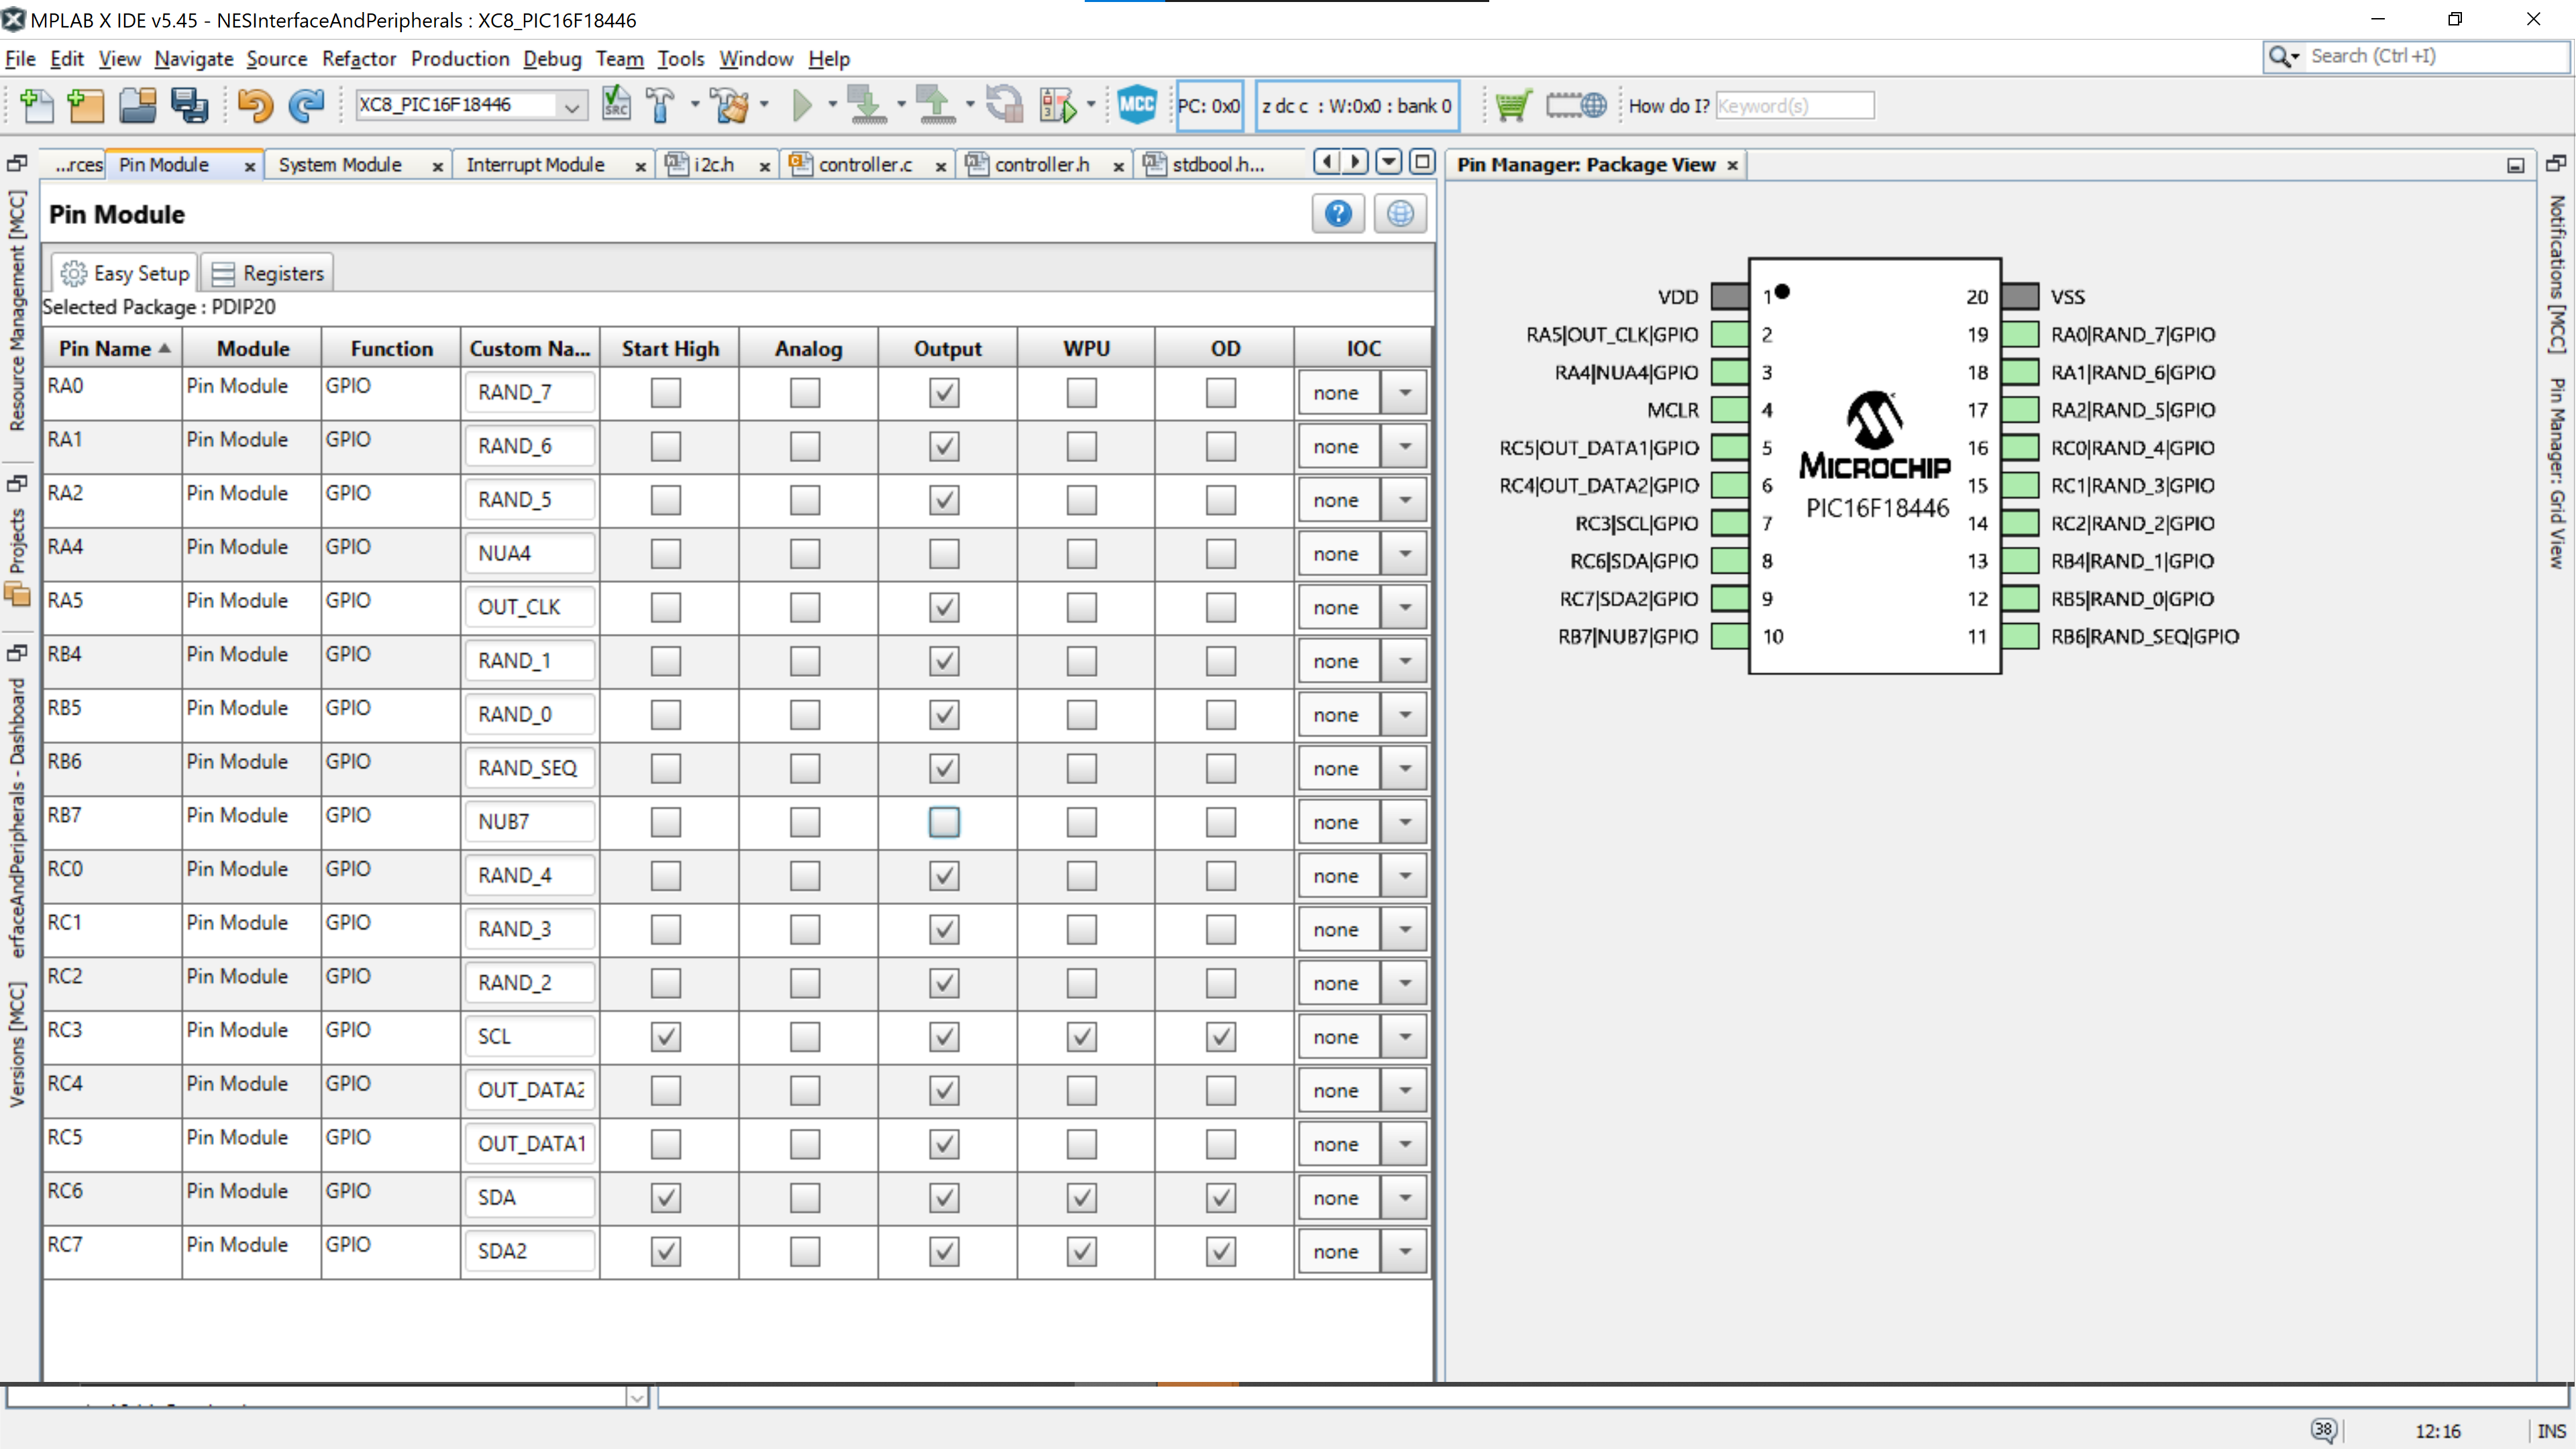 MPLAB X IDE v5.45 - NESInterfaceAndPeripherals : XC8_PIC16F18446
File Edit View Navigate Source Refactor Production Debug Team Tools Window Help
Search (Ctrl+I)
XC8_PIC16F18446
SRC
MCC
PC: 0x0
z dc c : W:0x0 : bank 0
How do I? Keyword(s)
...rces Pin Module System Module Interrupt Module i2c.h controller.c controller.h stdbool.h...
Pin Manager: Package View
Resource Management [MCC]
Projects
erfaceAndPeripherals - Dashboard
Versions [MCC]
Pin Module
Easy Setup Registers
Selected Package : PDIP20
Pin Name Module Function Custom Na... Start High Analog Output WPU OD IOC
RA0 Pin Module GPIO RAND_7 none
RA1 Pin Module GPIO RAND_6 none
RA2 Pin Module GPIO RAND_5 none
RA4 Pin Module GPIO NUA4 none
RA5 Pin Module GPIO OUT_CLK none
RB4 Pin Module GPIO RAND_1 none
RB5 Pin Module GPIO RAND_0 none
RB6 Pin Module GPIO RAND_SEQ none
RB7 Pin Module GPIO NUB7 none
RC0 Pin Module GPIO RAND_4 none
RC1 Pin Module GPIO RAND_3 none
RC2 Pin Module GPIO RAND_2 none
RC3 Pin Module GPIO SCL none
RC4 Pin Module GPIO OUT_DATA2 none
RC5 Pin Module GPIO OUT_DATA1 none
RC6 Pin Module GPIO SDA none
RC7 Pin Module GPIO SDA2 none
VDD 1 20 VSS
RA5|OUT_CLK|GPIO 2 19 RA0|RAND_7|GPIO
RA4|NUA4|GPIO 3 18 RA1|RAND_6|GPIO
MCLR 4 17 RA2|RAND_5|GPIO
RC5|OUT_DATA1|GPIO 5 16 RC0|RAND_4|GPIO
MICROCHIP
RC4|OUT_DATA2|GPIO 6 15 RC1|RAND_3|GPIO
PIC16F18446
RC3|SCL|GPIO 7 14 RC2|RAND_2|GPIO
RC6|SDA|GPIO 8 13 RB4|RAND_1|GPIO
RC7|SDA2|GPIO 9 12 RB5|RAND_0|GPIO
RB7|NUB7|GPIO 10 11 RB6|RAND_SEQ|GPIO
Notifications [MCC]
Pin Manager: Grid View
38 12:16 INS